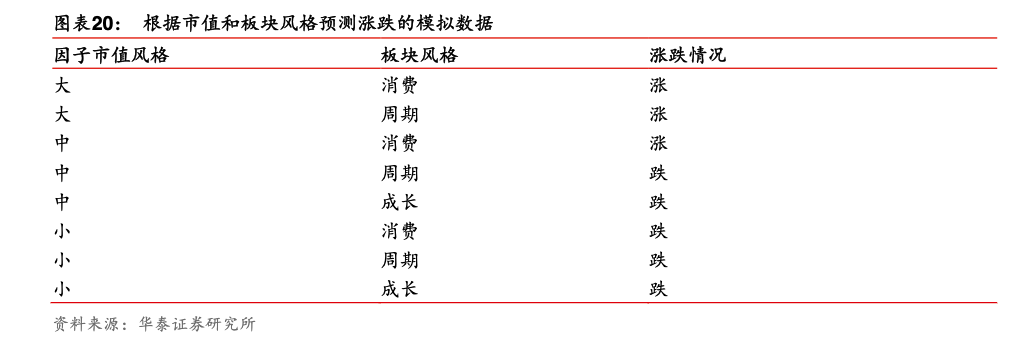 图表20： 根据市值和板块风格预测涨跌的模拟数据
因子市值风格 板块风格 涨跌情况
大 消费 涨
大 周期 涨
中 消费 涨
中 周期 跌
中 成长 跌
小 消费 跌
小 周期 跌
小 成长 跌
资料来源：华泰证券研究所